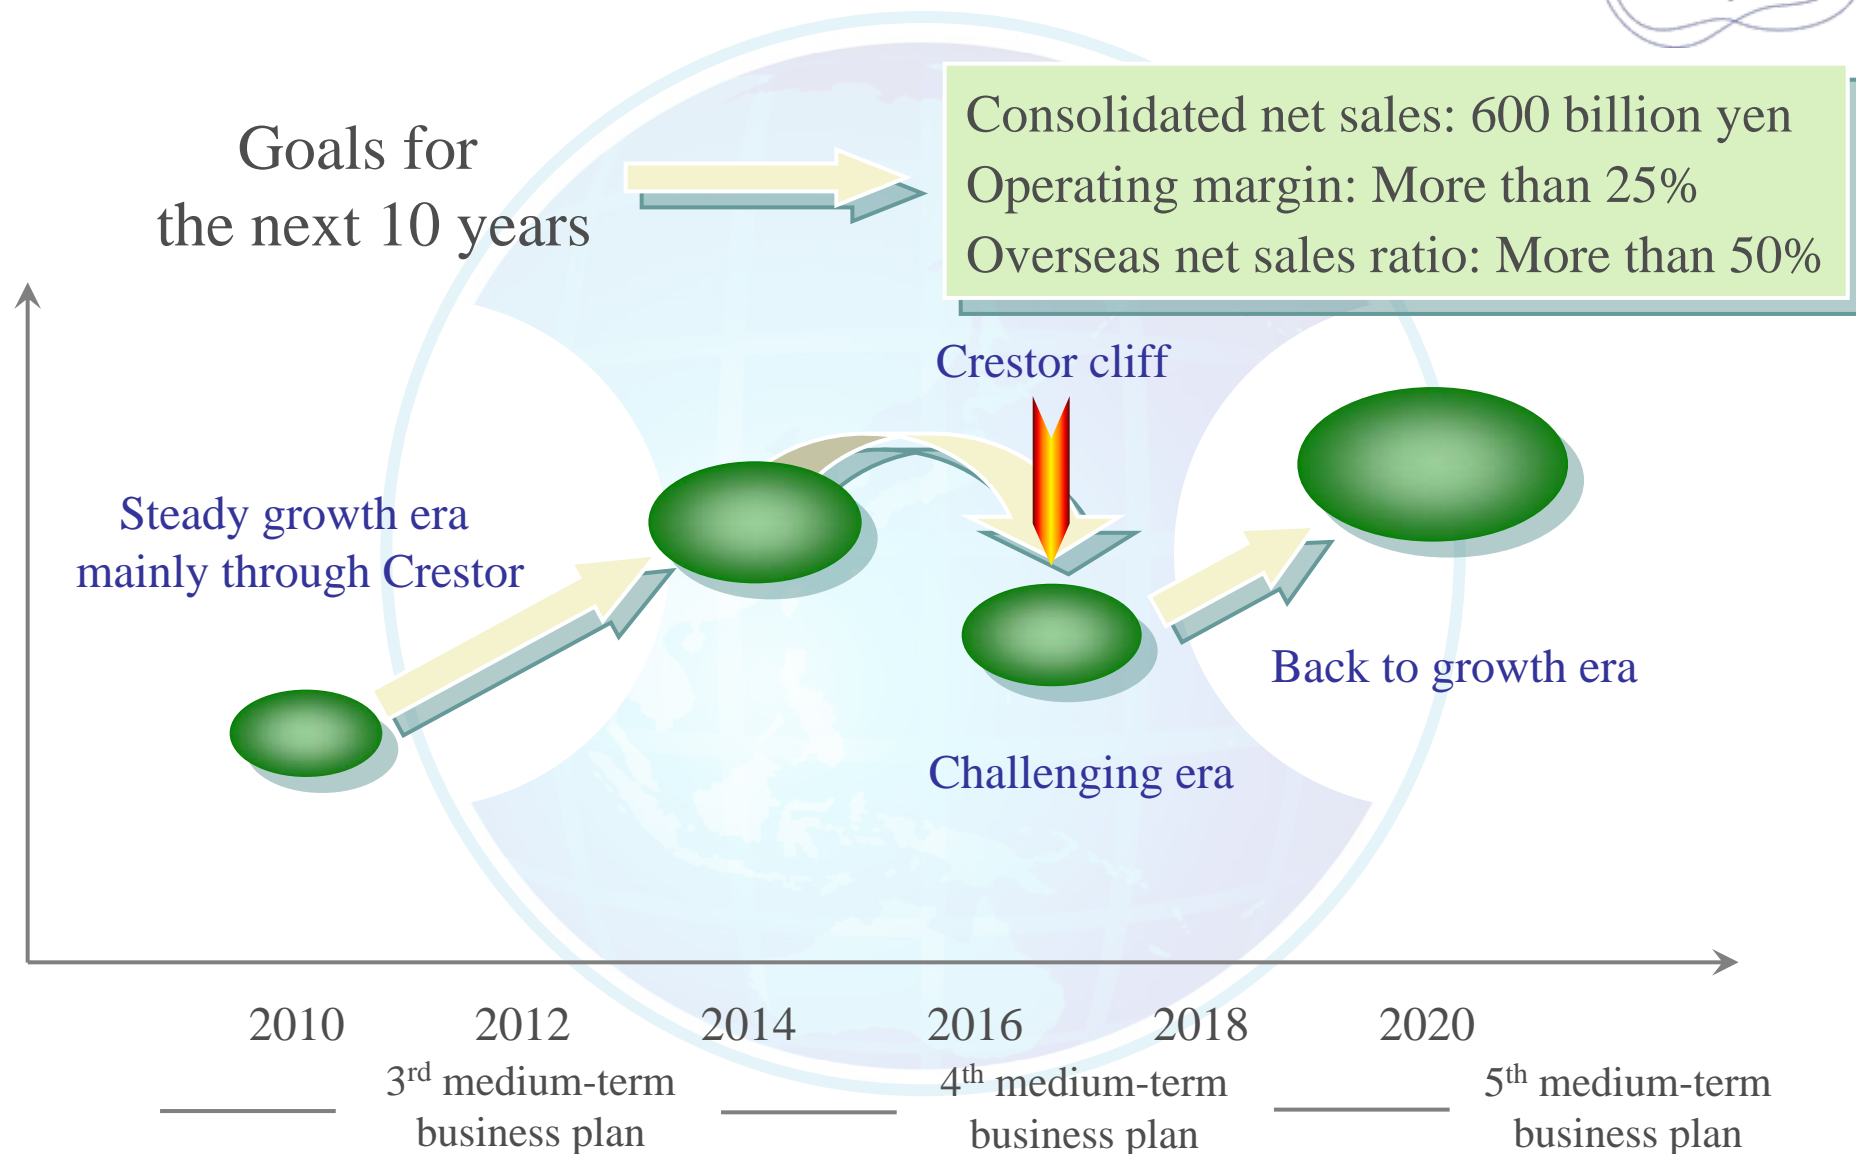 Goals for
the next 10 years
Consolidated net sales: 600 billion yen
Operating margin: More than 25%
Overseas net sales ratio: More than 50%
Crestor cliff
Steady growth era
mainly through Crestor
Back to growth era
Challenging era
2010 2012 2014 2016 2018 2020
3rd medium-term
business plan
4th medium-term
business plan
5th medium-term
business plan